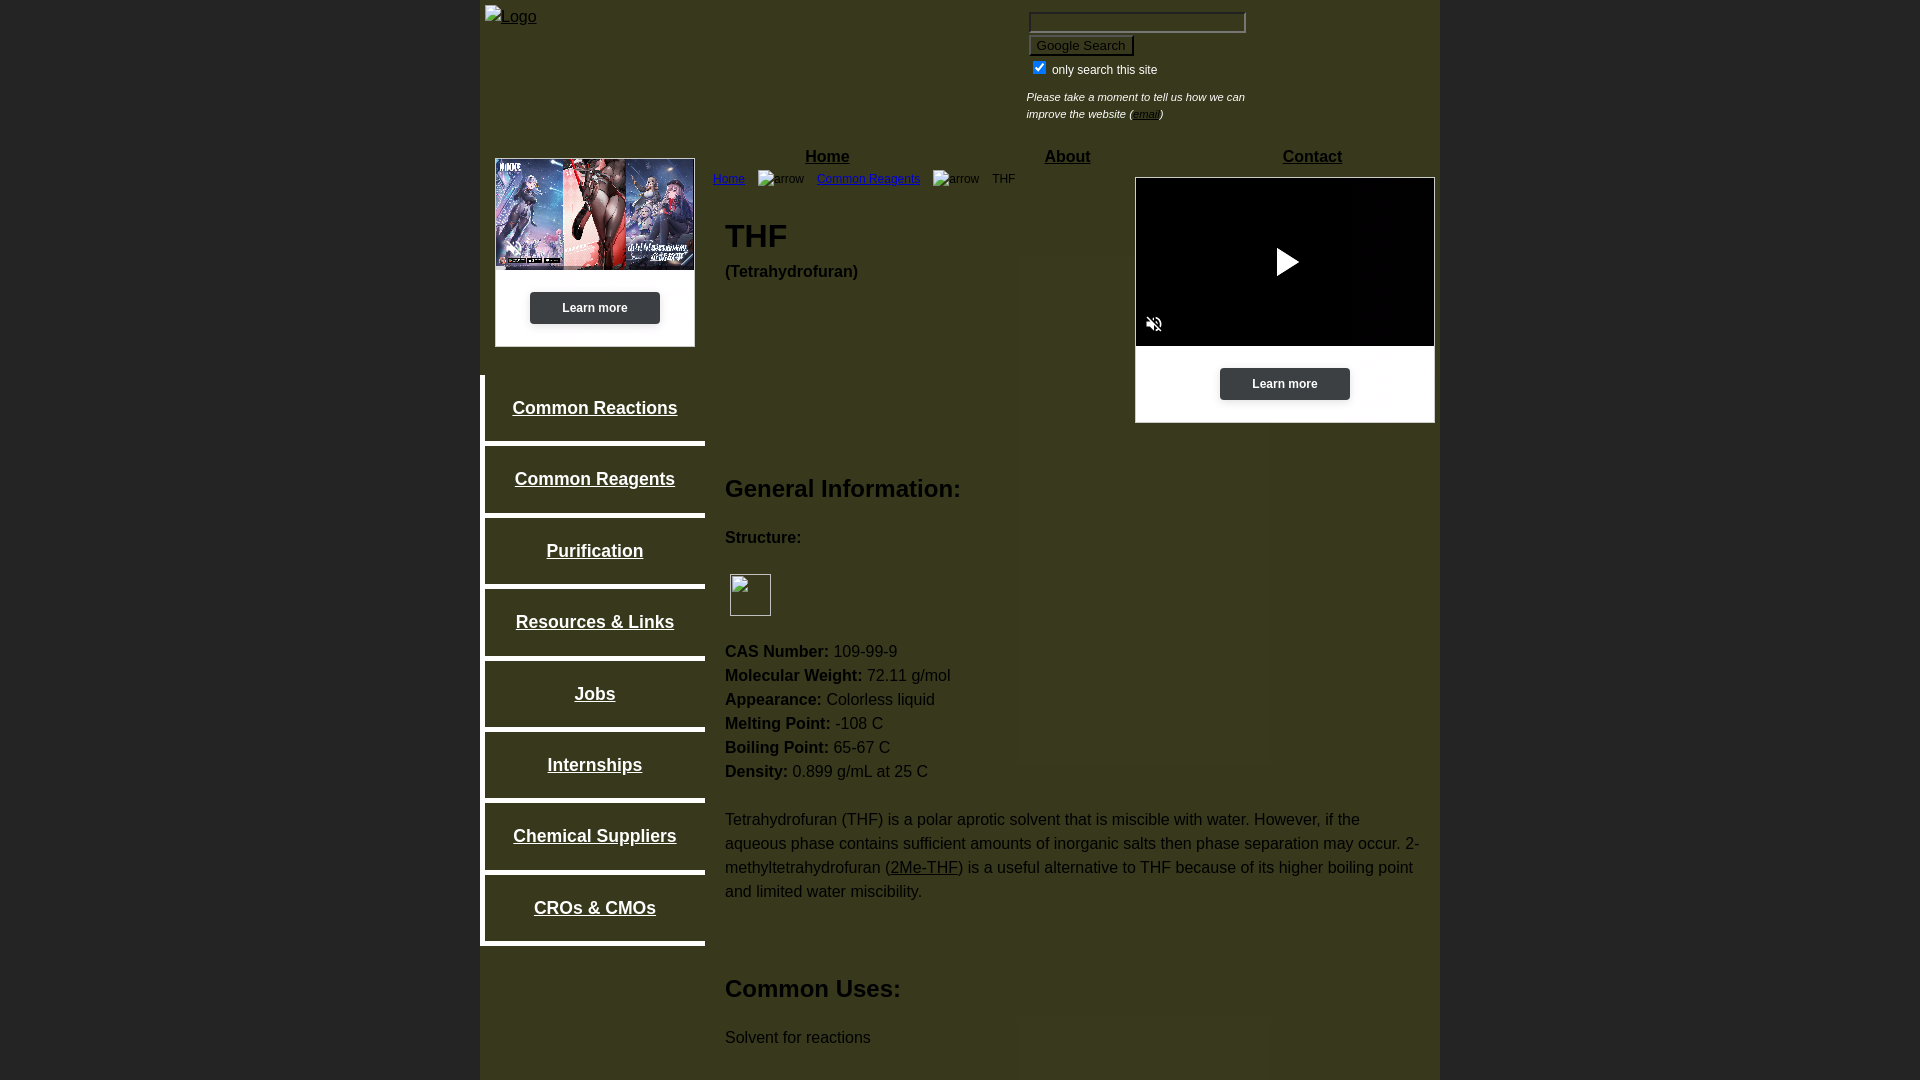 Logo
Google Search
only search this site
Please take a moment to tell us how we can
improve the website (email)
Home
About
Contact
Home arrow Common Reagents arrow THF
NIKKE
Learn more
THF
(Tetrahydrofuran)
Learn more
Common Reactions
Common Reagents
Purification
Resources & Links
Jobs
Internships
Chemical Suppliers
CROs & CMOs
General Information:
Structure:
CAS Number: 109-99-9
Molecular Weight: 72.11 g/mol
Appearance: Colorless liquid
Melting Point: -108 C
Boiling Point: 65-67 C
Density: 0.899 g/mL at 25 C
Tetrahydrofuran (THF) is a polar aprotic solvent that is miscible with water. However, if the
aqueous phase contains sufficient amounts of inorganic salts then phase separation may occur. 2-
methyltetrahydrofuran (2Me-THF) is a useful alternative to THF because of its higher boiling point
and limited water miscibility.
Common Uses:
Solvent for reactions